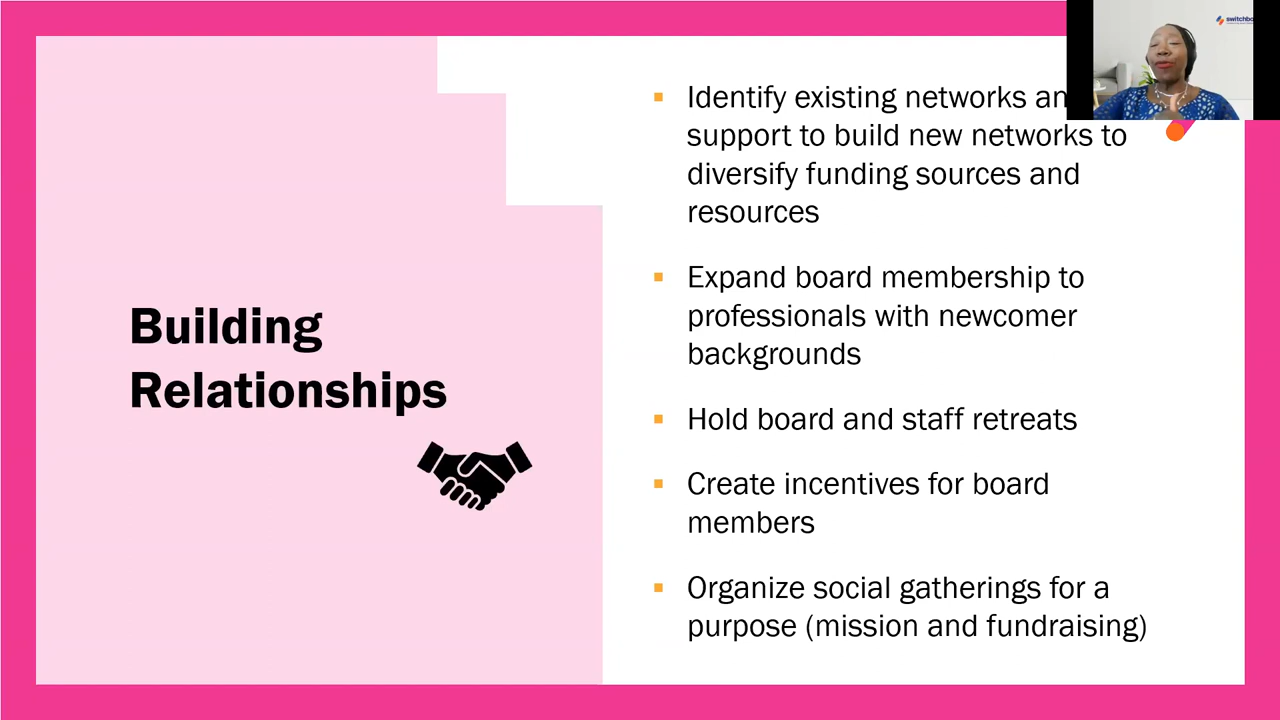 Identify existing networks an
support to build new networks to
diversify funding sources and
resources
Expand board membership to
professionals with newcomer
backgrounds
Building
Relationships
Hold board and staff retreats
Create incentives for board
members
Organize social gatherings for a
purpose (mission and fundraising)